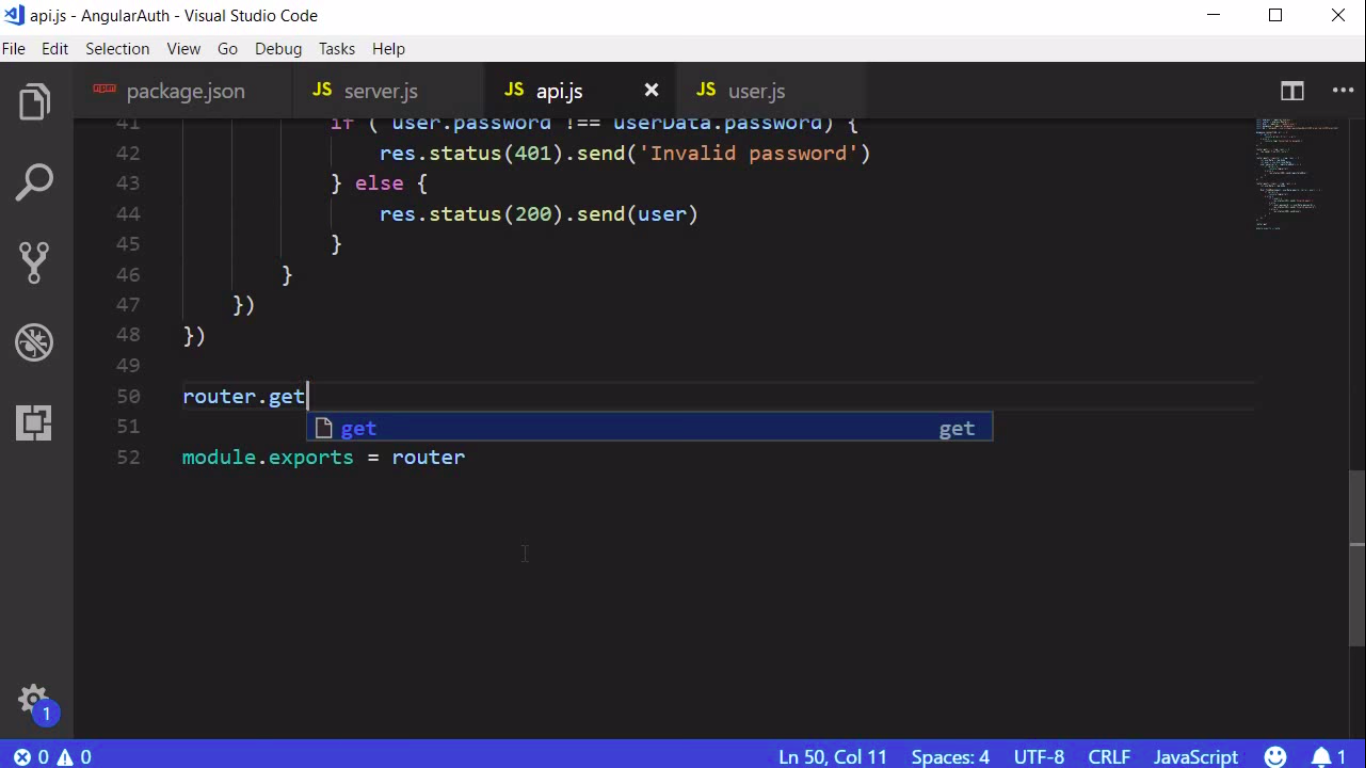 api.js - AngularAuth - Visual Studio Code
File Edit Selection View Go Debug Tasks Help
package.json JS server.js JS api.js JS user.js
41 if ( user.password !== userData.password) {
42 res.status(401).send('Invalid password')
43 } else {
44 res.status(200).send(user)
45 }
46 }
47 })
48 })
49
50 router.get
get get
51
52 module.exports = router
1
0 0 Ln 50, Col 11 Spaces: 4 UTF-8 CRLF JavaScript 1